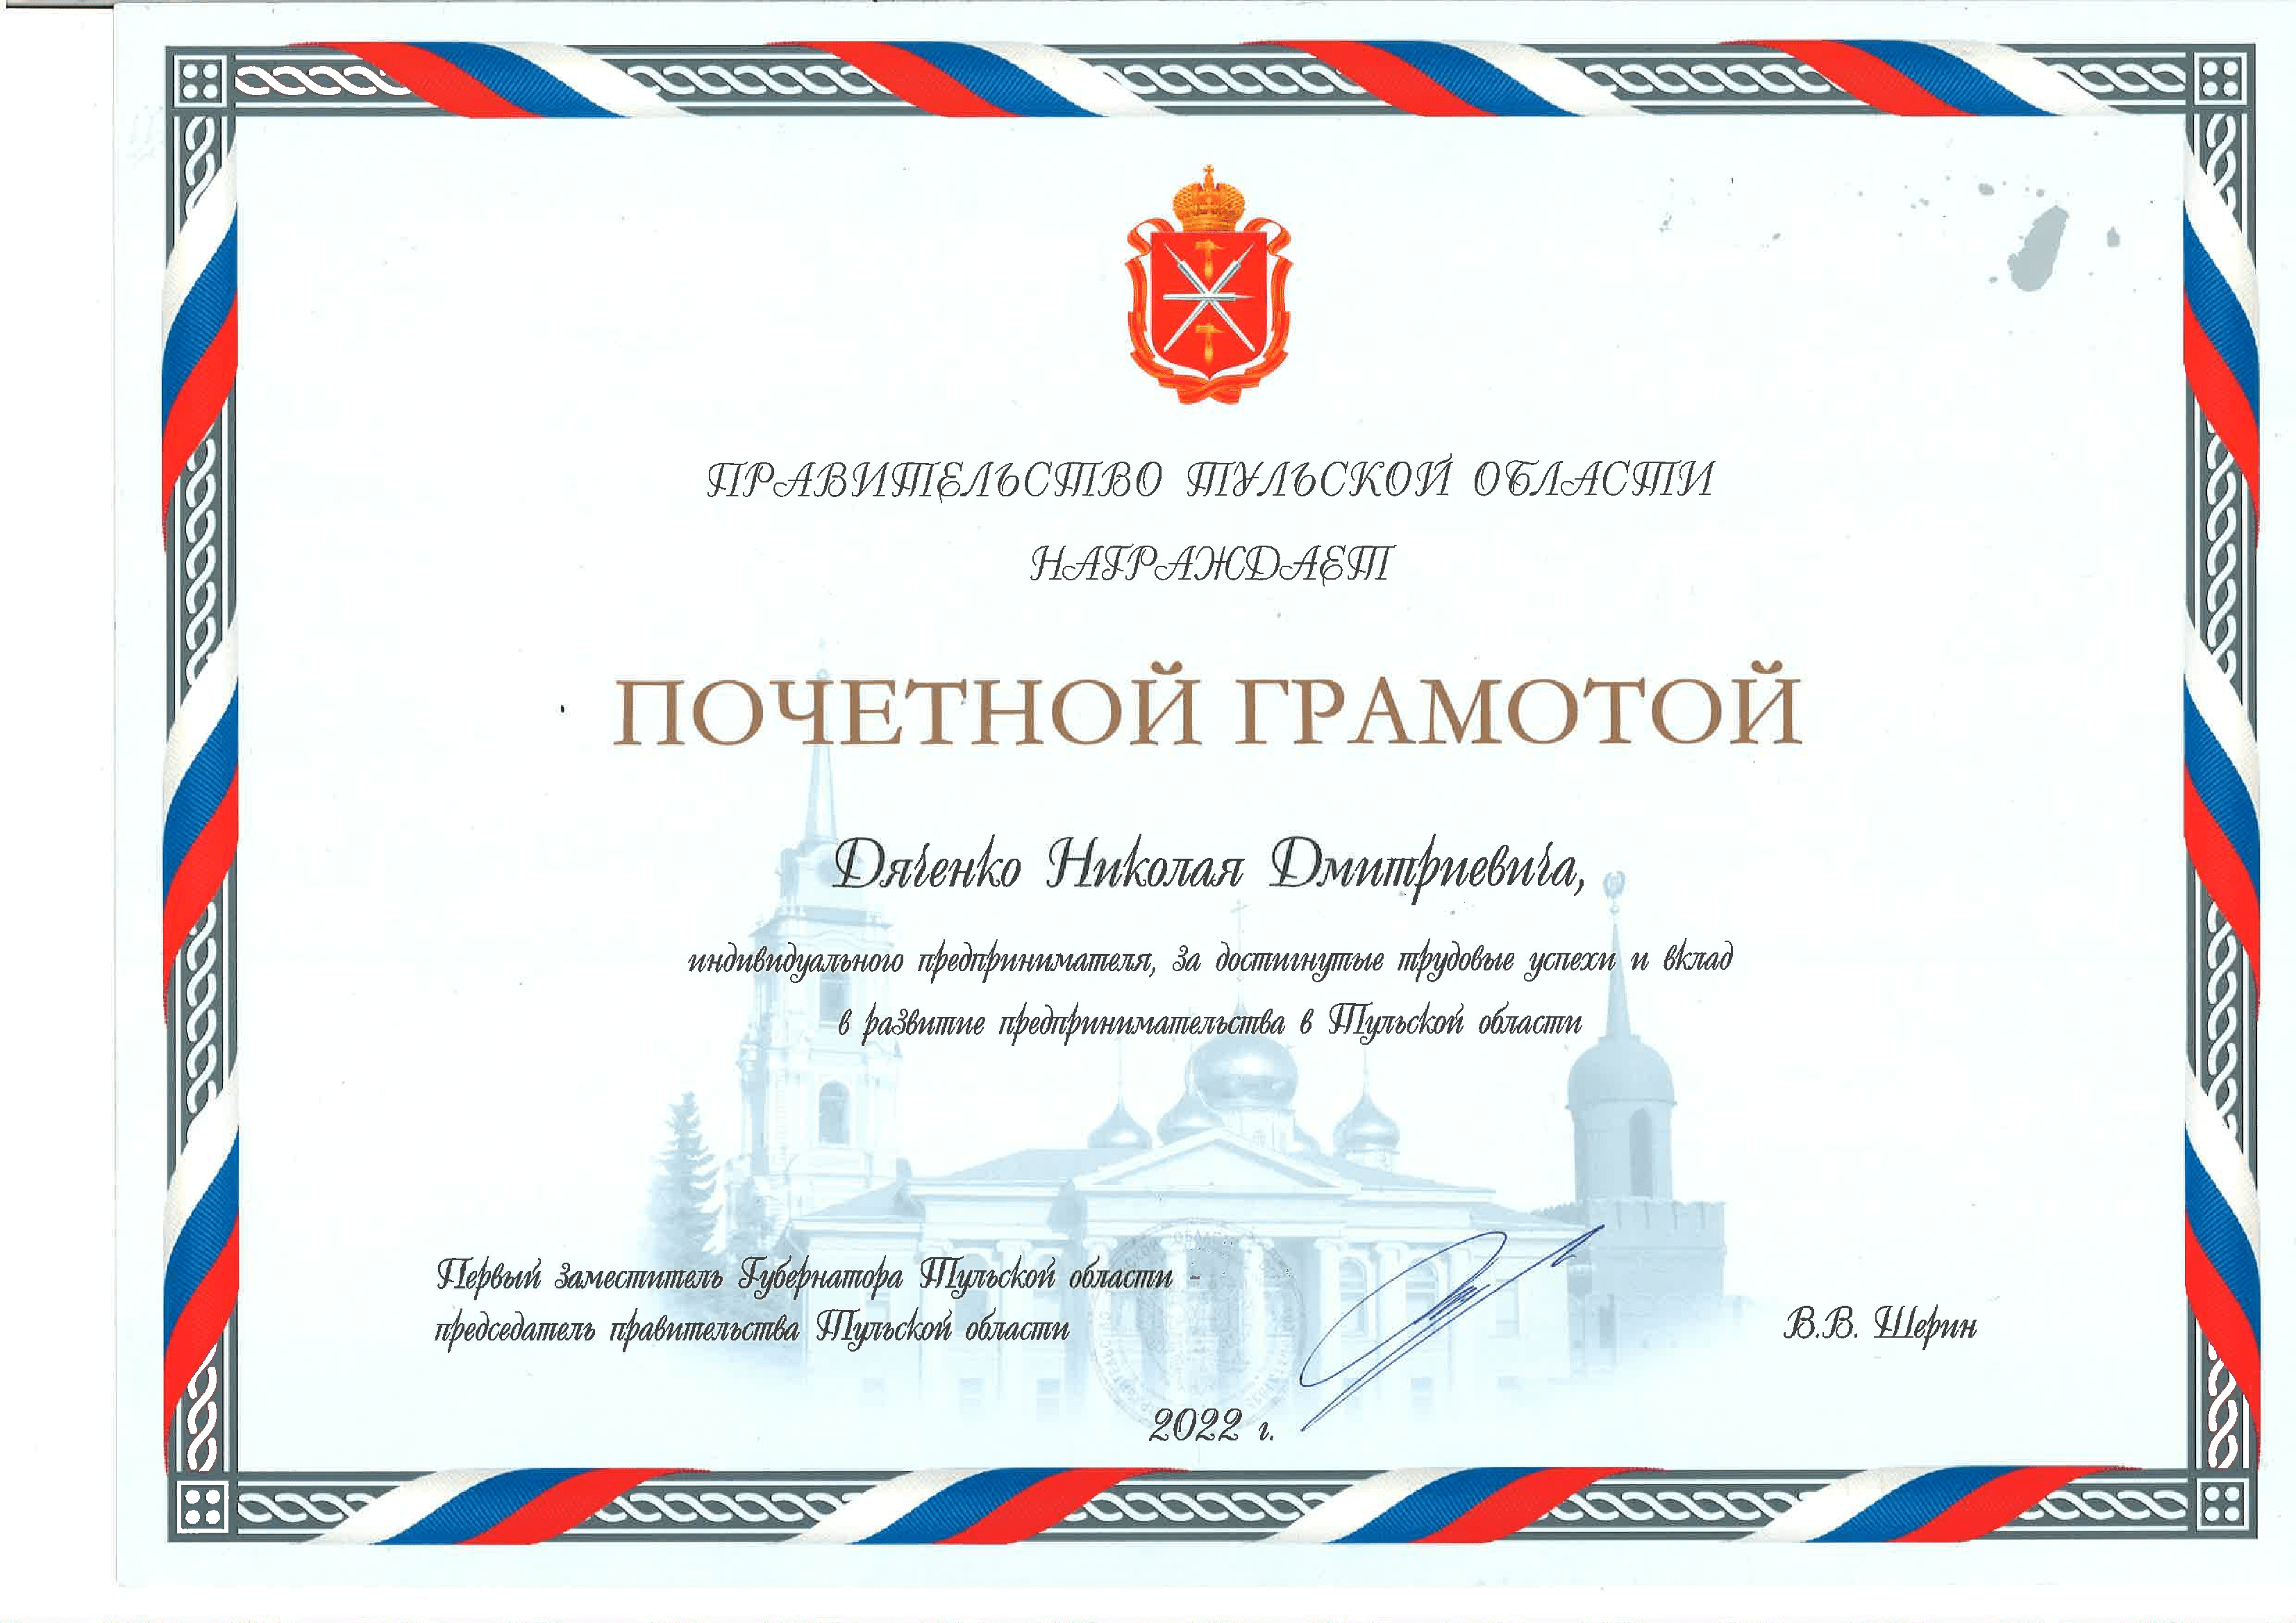 ПРАВИТЕЛЬСТВО ТУЛЬСКОЙ ОБЛАСТИ
НАГРАЖДАЕТ
ПОЧЕТНОЙ ГРАМОТОЙ
Дяченко Николая Дмитриевича,
индивидуального предпринимателя, за достигнутые трудовые успехи и вклад
в развитие предпринимательства в Тульской области
Первый заместитель Губернатора Тульской области -
председатель правительства Тульской области
В.В. Шерин
2022 г.